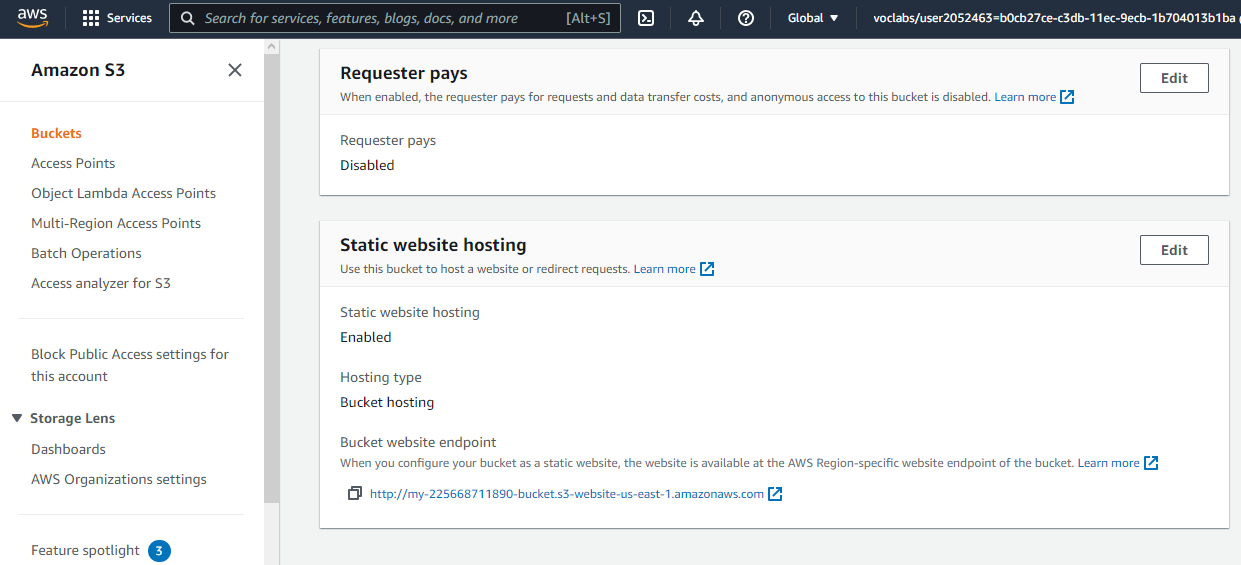 aws
Services
Search for services, features, blogs, docs, and more
[Alt+S]
Global
voclabs/user2052463=b0cb27ce-c3db-11ec-9ecb-1b704013b1ba
Amazon S3
Buckets
Access Points
Object Lambda Access Points
Multi-Region Access Points
Batch Operations
Access analyzer for S3
Block Public Access settings for
this account
Storage Lens
Dashboards
AWS Organizations settings
Feature spotlight 3
Requester pays
Edit
When enabled, the requester pays for requests and data transfer costs, and anonymous access to this bucket is disabled. Learn more
Requester pays
Disabled
Static website hosting
Edit
Use this bucket to host a website or redirect requests. Learn more
Static website hosting
Enabled
Hosting type
Bucket hosting
Bucket website endpoint
When you configure your bucket as a static website, the website is available at the AWS Region-specific website endpoint of the bucket. Learn more
http://my-225668711890-bucket.s3-website-us-east-1.amazonaws.com